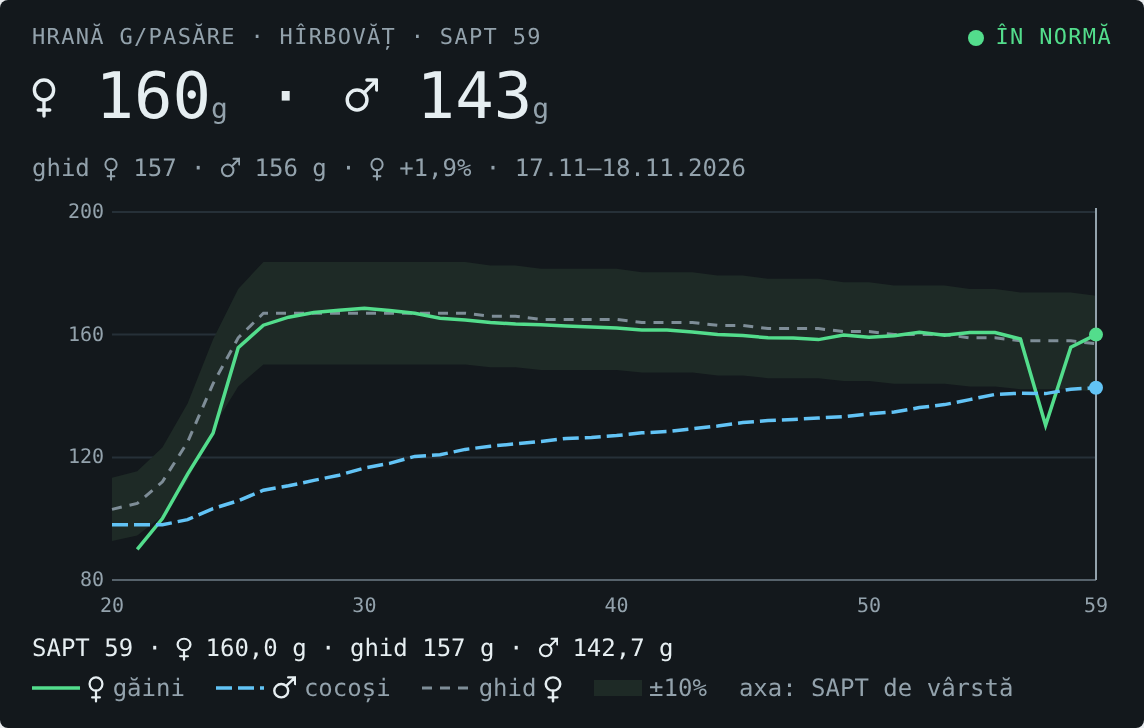 HRANĂ G/PASĂRE · HÎRBOVĂȚ · SAPT 59
ÎN NORMĂ
♀ 160g · ♂ 143g
ghid ♀ 157 · ♂ 156 g · ♀ +1,9% · 17.11–18.11.2026
200
160
120
80
20 30 40 50 59
SAPT 59 · ♀ 160,0 g · ghid 157 g · ♂ 142,7 g
♀ găini ♂ cocoși ghid ♀ ±10% axa: SAPT de vârstă